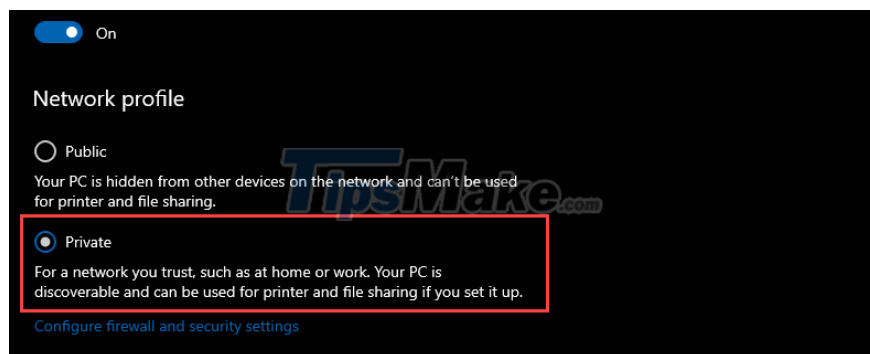 On
Network profile
Public
Your PC is hidden from other devices on the network and can't be used
for printer and file sharing.
TipsMake.com
Private
For a network you trust, such as at home or work. Your PC is
discoverable and can be used for printer and file sharing if you set it up.
Configure firewall and security settings